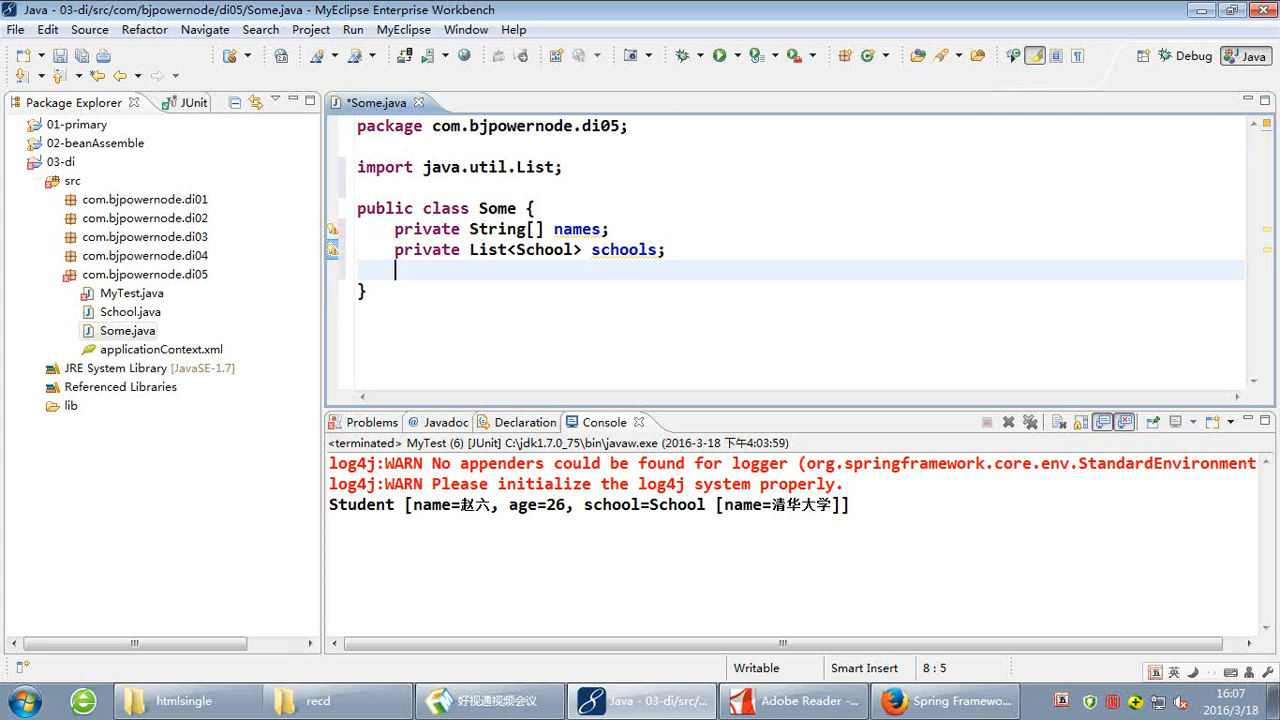 Java - 03-di/src/com/bjpowernode/di05/Some.java - MyEclipse Enterprise Workbench
File Edit Source Refactor Navigate Search Project Run MyEclipse Window Help
Debug Java
Package Explorer JUnit
01-primary
02-beanAssemble
03-di
src
com.bjpowernode.di01
com.bjpowernode.di02
com.bjpowernode.di03
com.bjpowernode.di04
com.bjpowernode.di05
MyTest.java
School.java
Some.java
applicationContext.xml
JRE System Library [JavaSE-1.7]
Referenced Libraries
lib
*Some.java
package com.bjpowernode.di05;
import java.util.List;
public class Some {
private String[] names;
private List<School> schools;
}
Problems @ Javadoc Declaration Console
<terminated> MyTest (6) [JUnit] C:\jdk1.7.0_75\bin\javaw.exe (2016-3-18 下午4:03:59)
log4j:WARN No appenders could be found for logger (org.springframework.core.env.StandardEnvironment
log4j:WARN Please initialize the log4j system properly.
Student [name=赵六, age=26, school=School [name=清华大学]]
Writable Smart Insert 8 : 5
五 英
htmlsingle recd 好视通视频会议 Java - 03-di/src/... Adobe Reader -... Spring Framewo...
16:07
2016/3/18